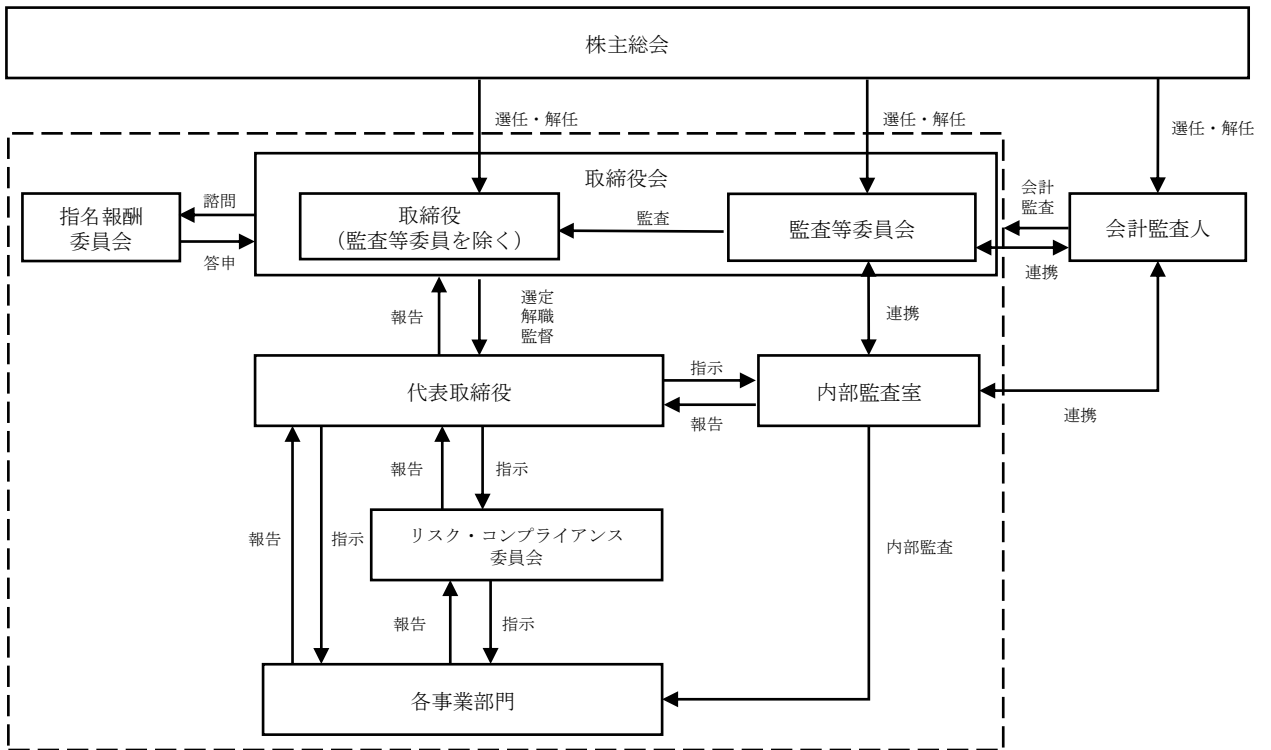 株主総会
選任・解任
選任・解任
選任・解任
取締役会
指名報酬
委員会
諮問
答申
取締役
(監査等委員を除く)
監査
監査等委員会
会計
監査
連携
会計監査人
報告
選定
解職
監督
連携
代表取締役
指示
報告
内部監査室
連携
報告
指示
リスク・コンプライアンス
委員会
報告
指示
内部監査
報告
指示
各事業部門